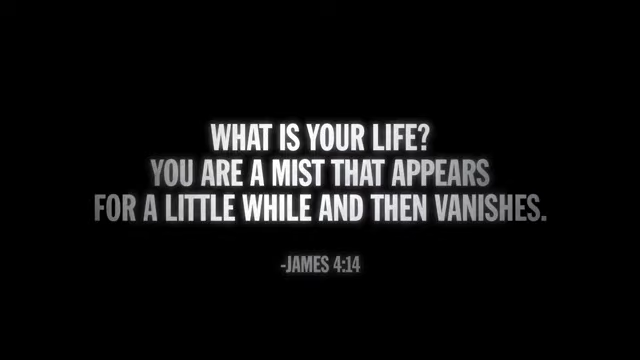 WHAT IS YOUR LIFE?
YOU ARE A MIST THAT APPEARS
FOR A LITTLE WHILE AND THEN VANISHES.
-JAMES 4:14